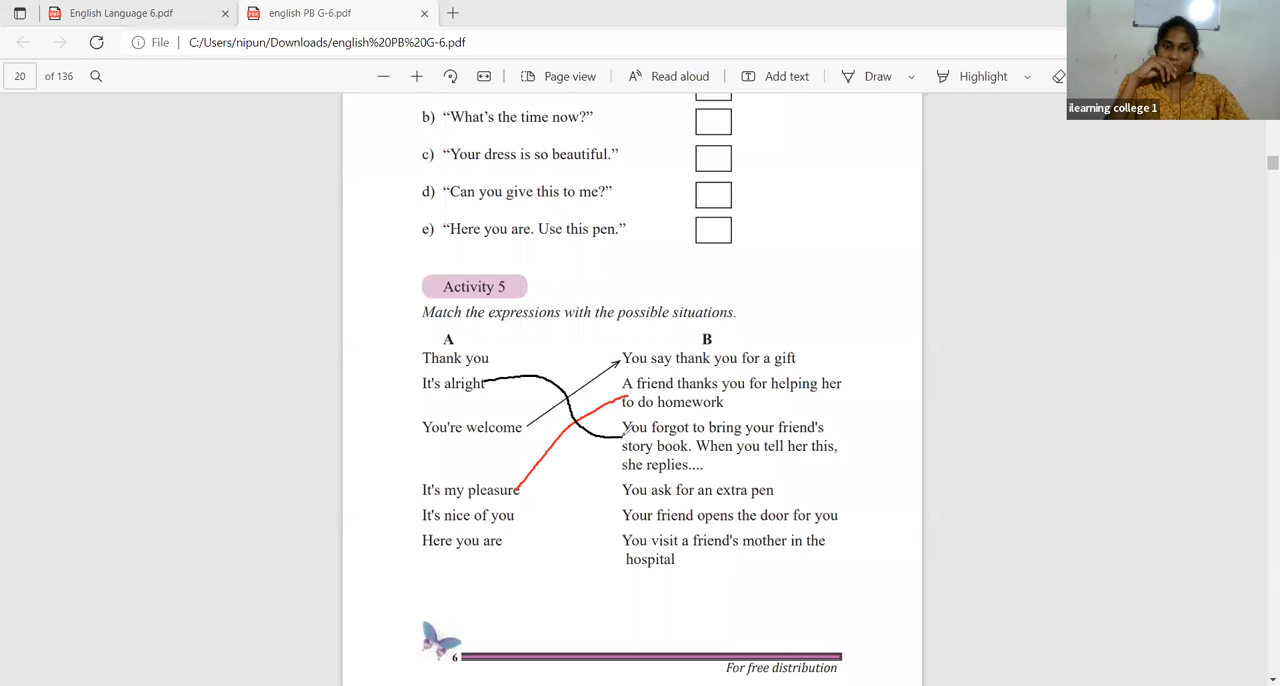 English Language 6.pdf
english PB G-6.pdf
File
C:/Users/nipun/Downloads/english%20PB%20G-6.pdf
20 of 136
Page view
Read aloud
Add text
Draw
Highlight
ilearning college 1
b) “What’s the time now?”
c) “Your dress is so beautiful.”
d) “Can you give this to me?”
e) “Here you are. Use this pen.”
Activity 5
Match the expressions with the possible situations.
A B
Thank you You say thank you for a gift
It's alright A friend thanks you for helping her
to do homework
You're welcome You forgot to bring your friend's
story book. When you tell her this,
she replies....
It's my pleasure You ask for an extra pen
It's nice of you Your friend opens the door for you
Here you are You visit a friend's mother in the
hospital
6
For free distribution